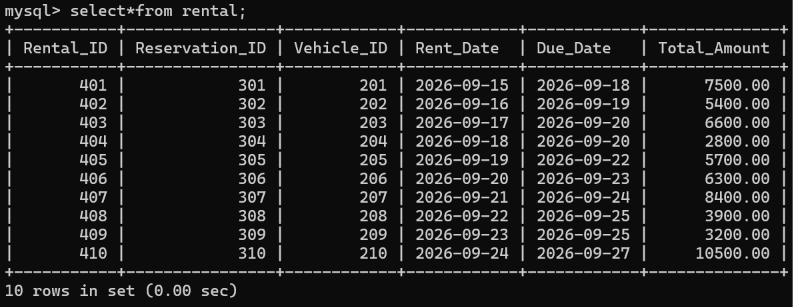 mysql> select*from rental;
+-----------+----------------+------------+------------+------------+--------------+
| Rental_ID | Reservation_ID | Vehicle_ID | Rent_Date  | Due_Date   | Total_Amount |
+-----------+----------------+------------+------------+------------+--------------+
|       401 |            301 |        201 | 2026-09-15 | 2026-09-18 |      7500.00 |
|       402 |            302 |        202 | 2026-09-16 | 2026-09-19 |      5400.00 |
|       403 |            303 |        203 | 2026-09-17 | 2026-09-20 |      6600.00 |
|       404 |            304 |        204 | 2026-09-18 | 2026-09-20 |      2800.00 |
|       405 |            305 |        205 | 2026-09-19 | 2026-09-22 |      5700.00 |
|       406 |            306 |        206 | 2026-09-20 | 2026-09-23 |      6300.00 |
|       407 |            307 |        207 | 2026-09-21 | 2026-09-24 |      8400.00 |
|       408 |            308 |        208 | 2026-09-22 | 2026-09-25 |      3900.00 |
|       409 |            309 |        209 | 2026-09-23 | 2026-09-25 |      3200.00 |
|       410 |            310 |        210 | 2026-09-24 | 2026-09-27 |     10500.00 |
+-----------+----------------+------------+------------+------------+--------------+
10 rows in set (0.00 sec)